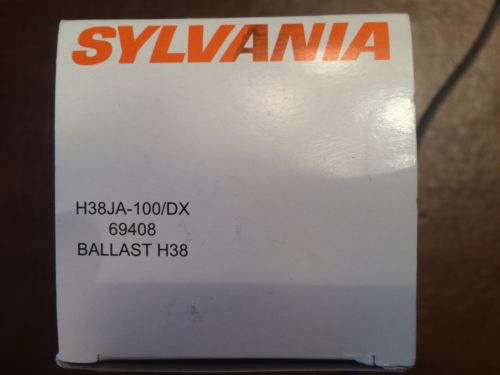 SYLVANIA
H38JA-100/DX
69408
BALLAST H38